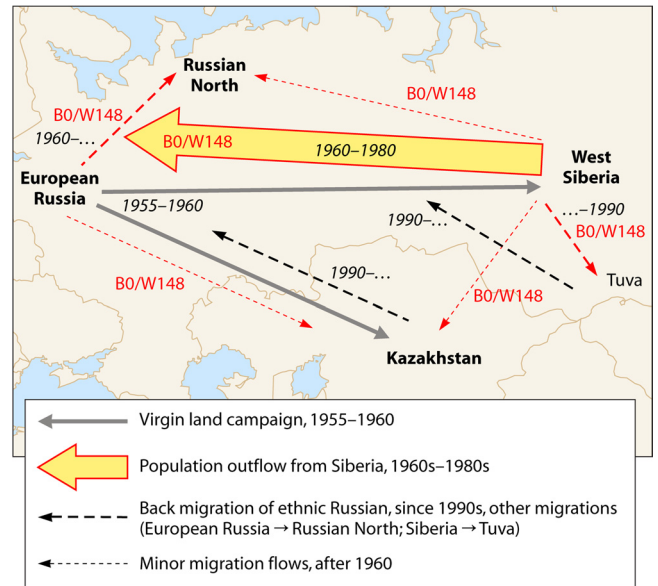 Russian
North
B0/W148
B0/W148
1960–...
B0/W148
1960–1980
West
Siberia
European
Russia
1955–1960
1990–...
...–1990
B0/W148
B0/W148
1990–...
B0/W148
Tuva
Kazakhstan
Virgin land campaign, 1955–1960
Population outflow from Siberia, 1960s–1980s
Back migration of ethnic Russian, since 1990s, other migrations
(European Russia → Russian North; Siberia → Tuva)
Minor migration flows, after 1960